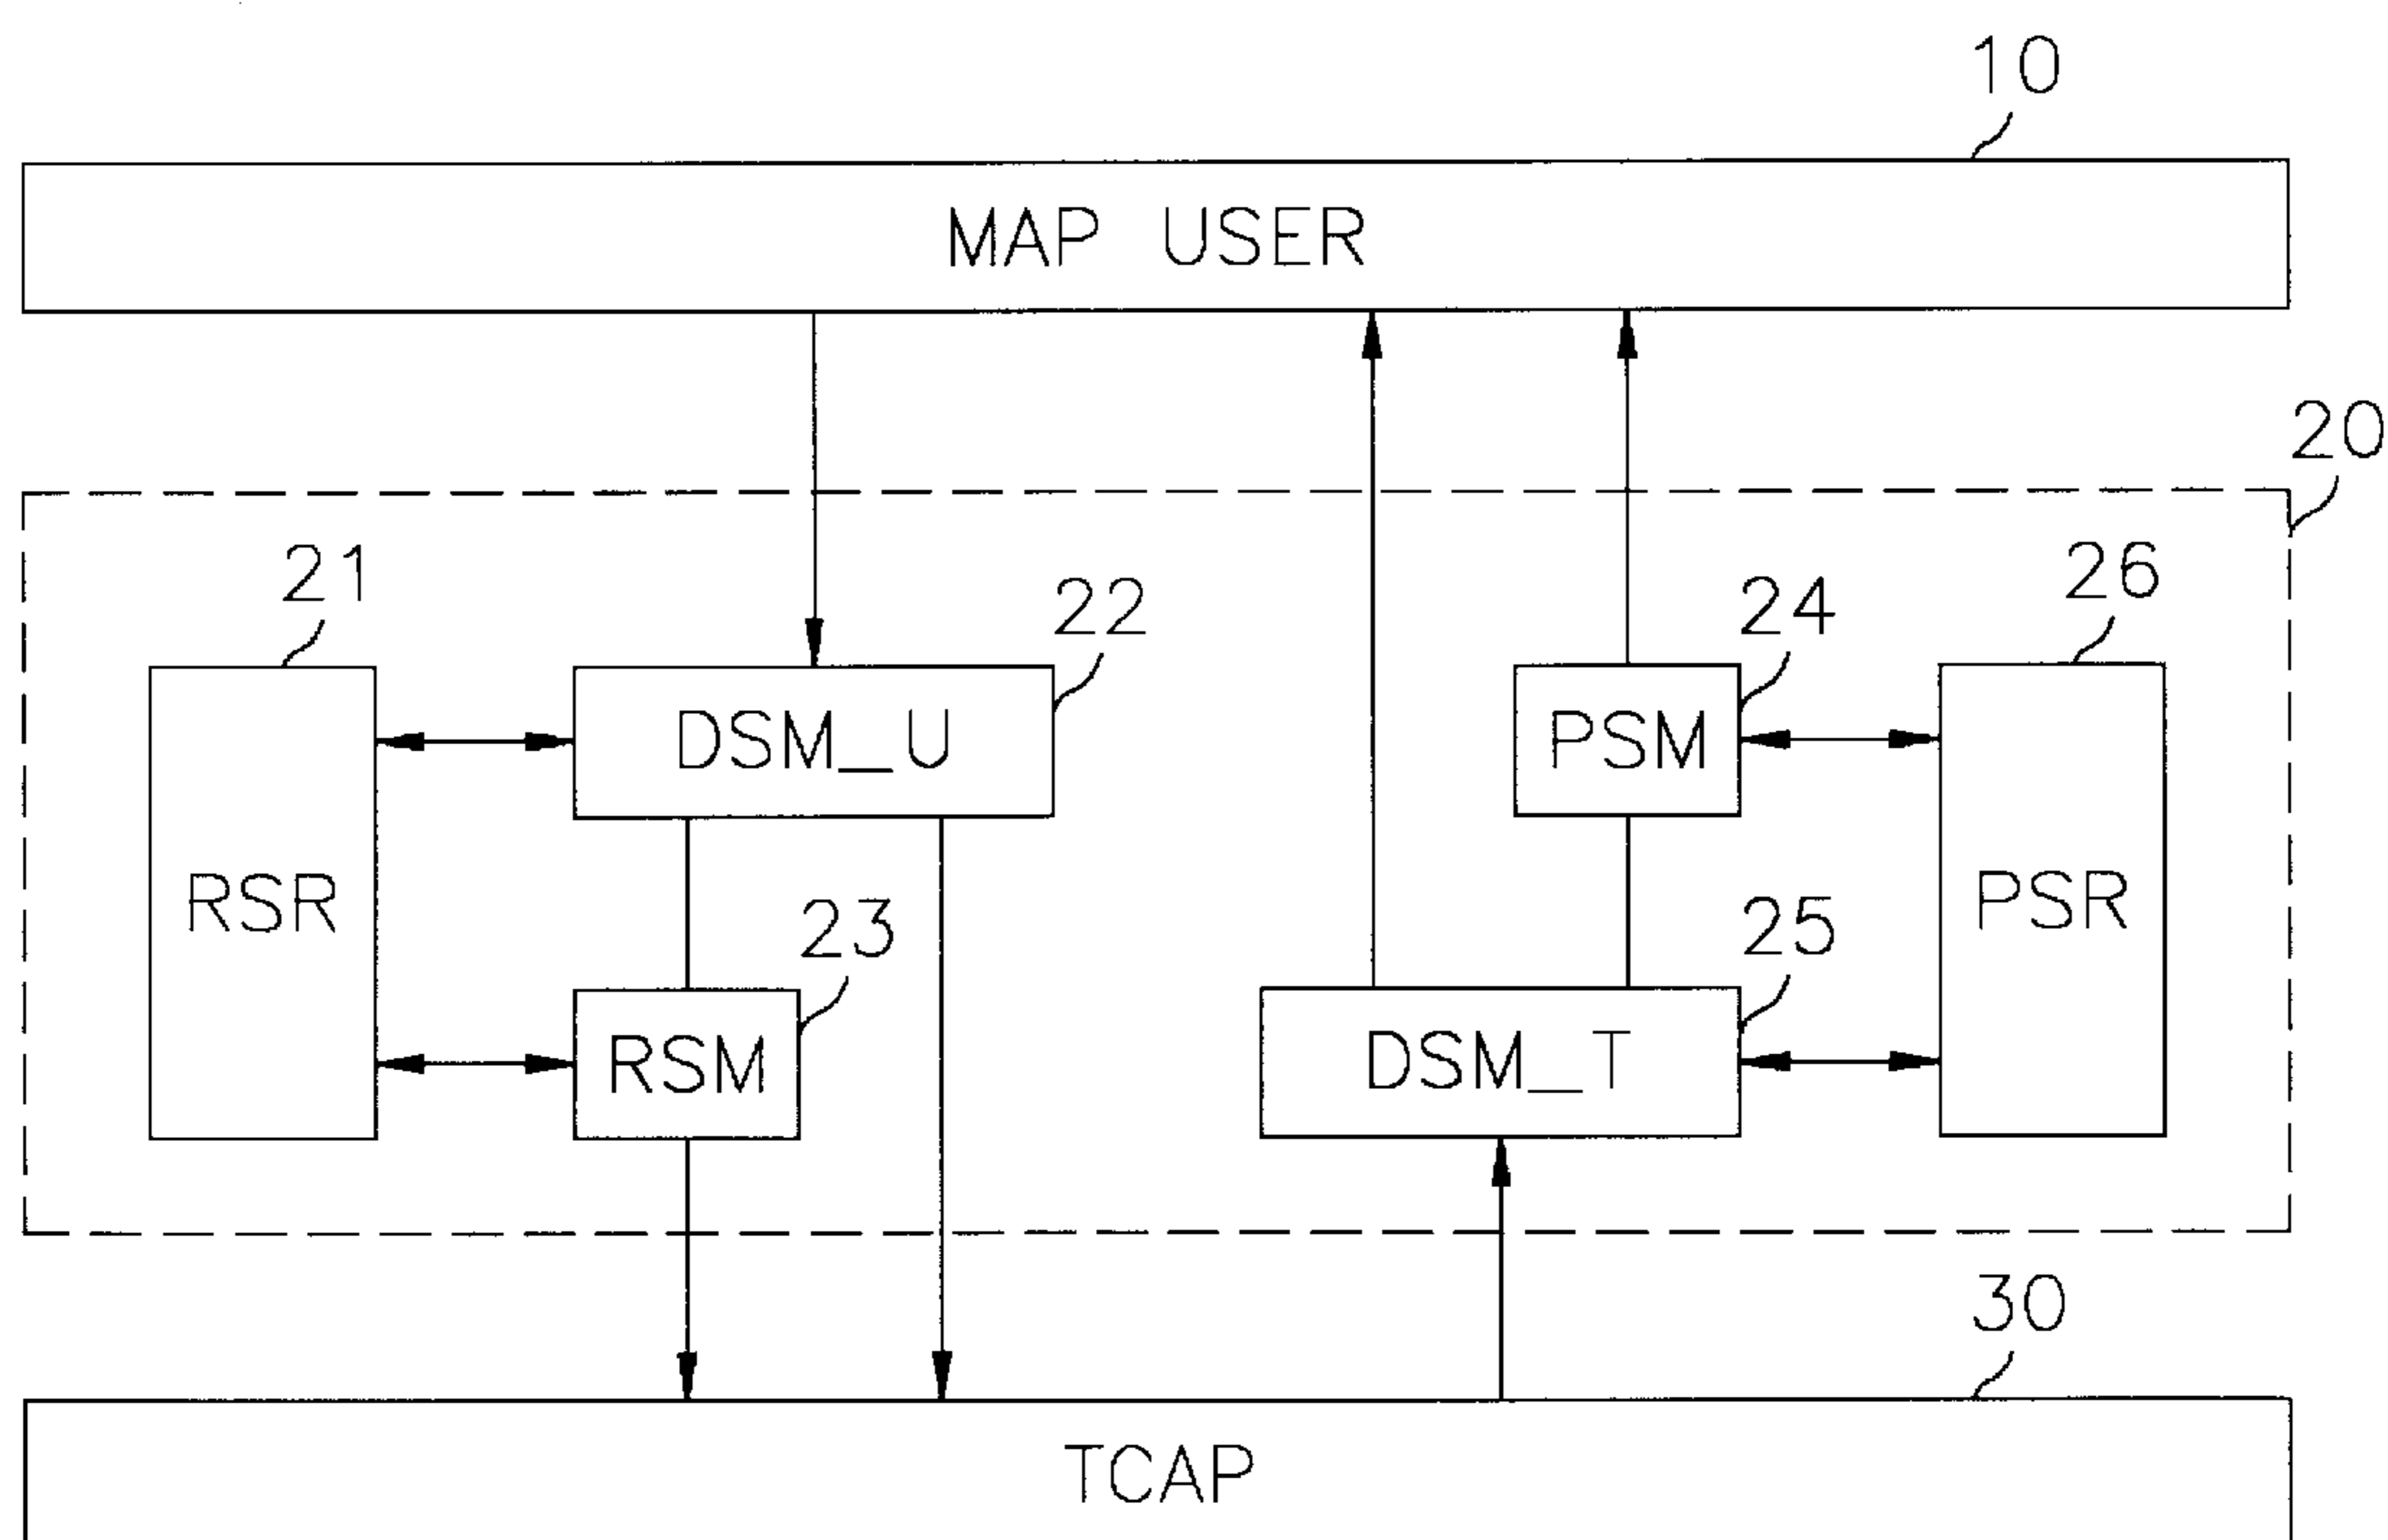 10
MAP USER
20
21
22
24
26
DSM_U
PSM
RSR
PSR
23
25
RSM
DSM_T
30
TCAP